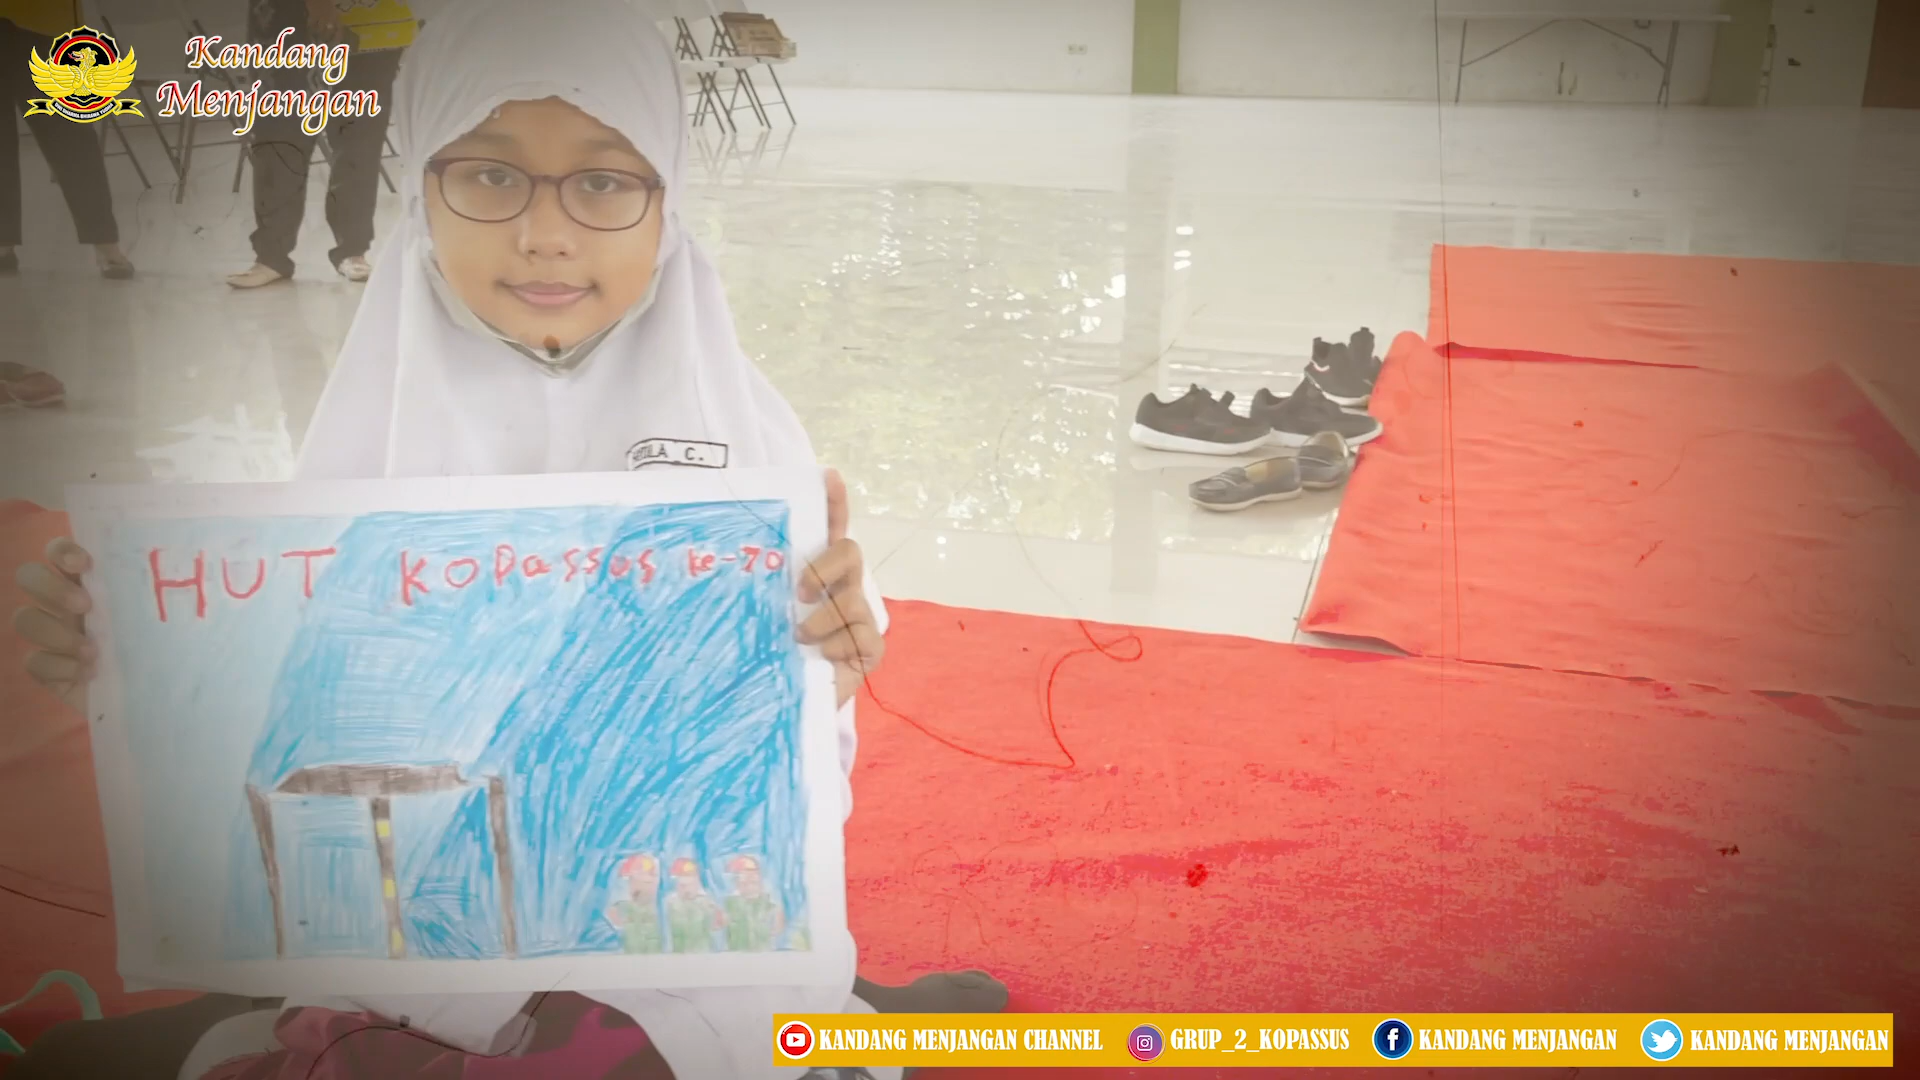 Kandang
Menjangan
C.
HUT KOPassus ke-70
KANDANG MENJANGAN CHANNEL
GRUP_2_KOPASSUS
KANDANG MENJANGAN
KANDANG MENJANGAN